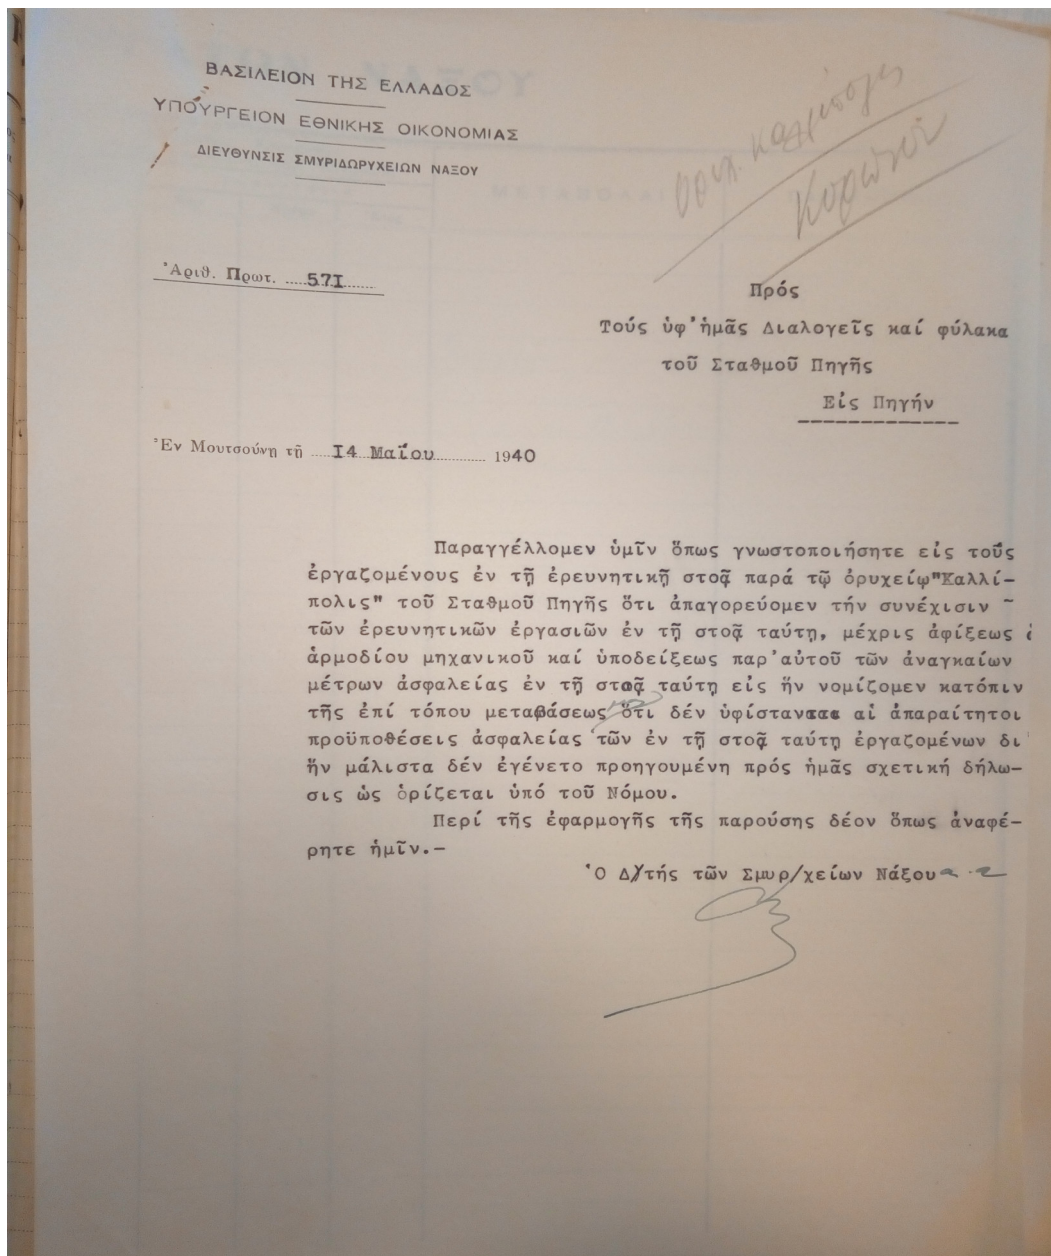 ΒΑΣΙΛΕΙΟΝ ΤΗΣ ΕΛΛΑΔΟΣ
ΥΠΟΥΡΓΕΙΟΝ ΕΘΝΙΚΗΣ ΟΙΚΟΝΟΜΙΑΣ
ΔΙΕΥΘΥΝΣΙΣ ΣΜΥΡΙΔΩΡΥΧΕΙΩΝ ΝΑΞΟΥ
Ἀριθ. Πρωτ. 571
Πρός
Τούς ὑφ'ἡμᾶς Διαλογεῖς καί φύλακα
τοῦ Σταθμοῦ Πηγῆς
Εἰς Πηγήν
Ἐν Μουτσούνῃ τῇ 14 Μαΐου 1940
Παραγγέλλομεν ὑμῖν ὅπως γνωστοποιήσητε εἰς τούς
ἐργαζομένους ἐν τῇ ἐρευνητικῇ στοᾷ παρά τῷ ὀρυχείῳ"Καλλί-
πολις" τοῦ Σταθμοῦ Πηγῆς ὅτι ἀπαγορεύομεν τήν συνέχισιν
τῶν ἐρευνητικῶν ἐργασιῶν ἐν τῇ στοᾷ ταύτῃ, μέχρις ἀφίξεως
ἁρμοδίου μηχανικοῦ καί ὑποδείξεως παρ'αὐτοῦ τῶν ἀναγκαίων
μέτρων ἀσφαλείας ἐν τῇ στοᾷ ταύτῃ εἰς ἥν νομίζομεν κατόπιν
τῆς ἐπί τόπου μεταβάσεως ὅτι δέν αἱ ἀπαραίτητοι
προϋποθέσεις ἀσφαλείας τῶν ἐν τῇ στοᾷ ταύτῃ ἐργαζομένων δι
ἥν μάλιστα δέν ἐγένετο προηγουμένη πρός ἡμᾶς σχετική δήλω-
σις ὡς ὁρίζεται ὑπό τοῦ Νόμου.
Περί τῆς ἐφαρμογῆς τῆς παρούσης δέον ὅπως ἀναφέ-
ρητε ἡμῖν.-
Ὁ Δ/τής τῶν Σμυρ/χείων Νάξου